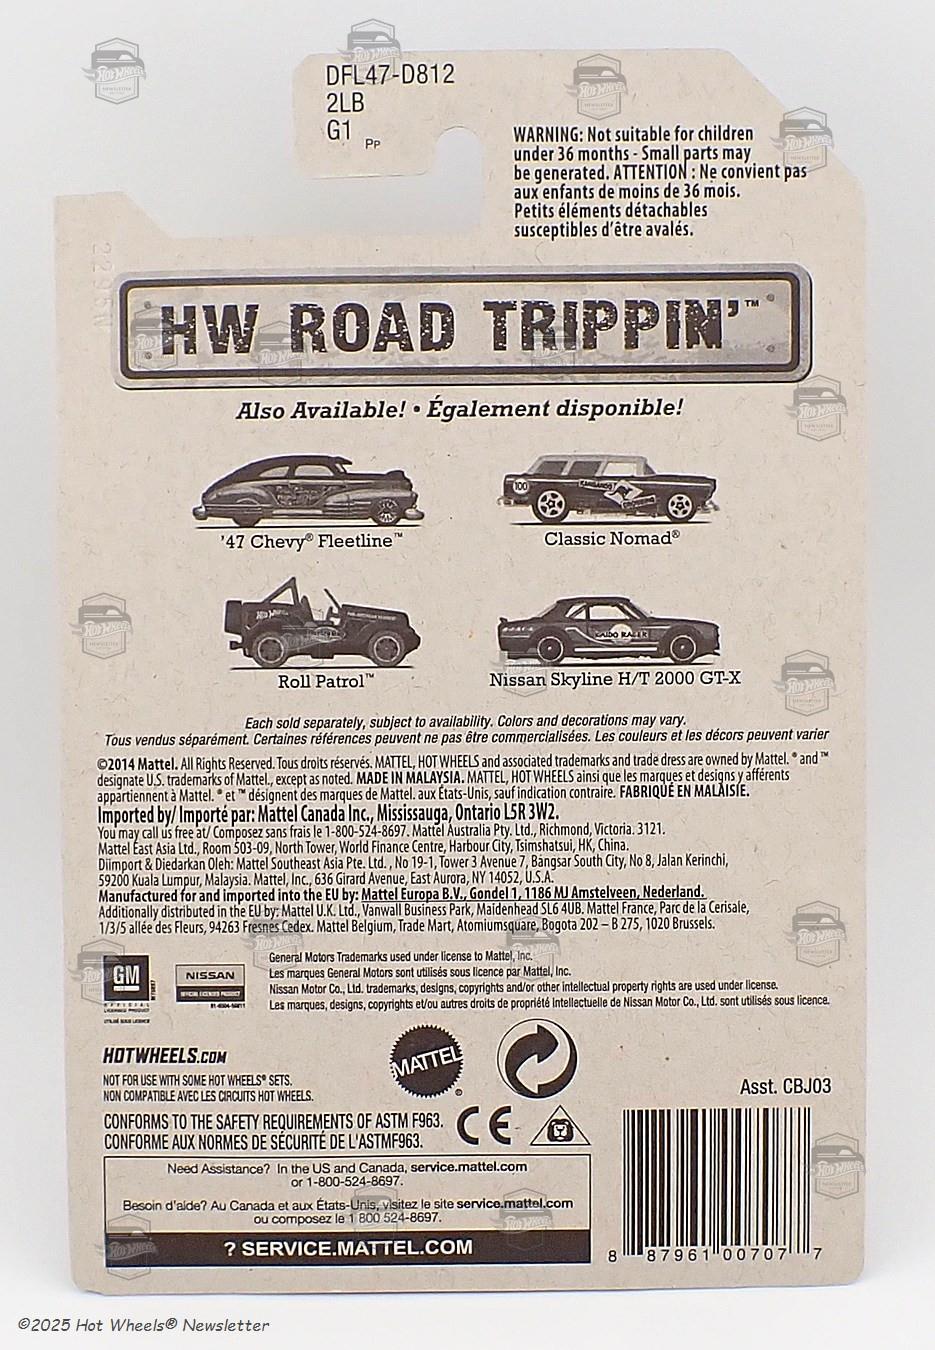 DFL47-D812
2LB
G1 PP
WARNING: Not suitable for children
under 36 months - Small parts may
be generated. ATTENTION : Ne convient pas
aux enfants de moins de 36 mois.
Petits éléments détachables
susceptibles d'être avalés.
HW ROAD TRIPPIN'™
Also Available! • Également disponible!
100 KANGAROO
'47 Chevy® Fleetline™
Classic Nomad®
KAIDO RACER
Roll Patrol™
Nissan Skyline H/T 2000 GT-X
Each sold separately, subject to availability. Colors and decorations may vary.
Tous vendus séparément. Certaines références peuvent ne pas être commercialisées. Les couleurs et les décors peuvent varier
©2014 Mattel. All Rights Reserved. Tous droits réservés. MATTEL, HOT WHEELS and associated trademarks and trade dress are owned by Mattel. ® and ™
designate U.S. trademarks of Mattel., except as noted. MADE IN MALAYSIA. MATTEL, HOT WHEELS ainsi que les marques et designs y afférents
appartiennent à Mattel. ® et ™ désignent des marques de Mattel. aux États-Unis, sauf indication contraire. FABRIQUÉ EN MALAISIE.
Imported by/ Importé par: Mattel Canada Inc., Mississauga, Ontario L5R 3W2.
You may call us free at/ Composez sans frais le 1-800-524-8697. Mattel Australia Pty. Ltd., Richmond, Victoria. 3121.
Mattel East Asia Ltd., Room 503-09, North Tower, World Finance Centre, Harbour City, Tsimshatsui, HK, China.
Diimport & Diedarkan Oleh: Mattel Southeast Asia Pte. Ltd. , No 19-1, Tower 3 Avenue 7, Bangsar South City, No 8, Jalan Kerinchi,
59200 Kuala Lumpur, Malaysia. Mattel, Inc., 636 Girard Avenue, East Aurora, NY 14052, U.S.A.
Manufactured for and imported into the EU by: Mattel Europa B.V., Gondel 1, 1186 MJ Amstelveen, Nederland.
Additionally distributed in the EU by: Mattel U.K. Ltd., Vanwall Business Park, Maidenhead SL6 4UB. Mattel France, Parc de la Cerisale,
1/3/5 allée des Fleurs, 94263 Fresnes Cedex. Mattel Belgium, Trade Mart, Atomiumsquare, Bogota 202 – B 275, 1020 Brussels.
GM
OFFICIAL
LICENSED PRODUCT
UTILISÉ SOUS LICENCE
NISSAN
OFFICIAL LICENSED PRODUCT
General Motors Trademarks used under license to Mattel, Inc.
Les marques General Motors sont utilisés sous licence par Mattel, Inc.
Nissan Motor Co., Ltd. trademarks, designs, copyrights and/or other intellectual property rights are used under license.
Les marques, designs, copyrights et/ou autres droits de propriété intellectuelle de Nissan Motor Co., Ltd. sont utilisés sous licence.
HOTWHEELS.COM
NOT FOR USE WITH SOME HOT WHEELS® SETS.
NON COMPATIBLE AVEC LES CIRCUITS HOT WHEELS.
MATTEL®
Asst. CBJ03
CONFORMS TO THE SAFETY REQUIREMENTS OF ASTM F963.
CONFORME AUX NORMES DE SÉCURITÉ DE L'ASTMF963.
CE
Need Assistance? In the US and Canada, service.mattel.com
or 1-800-524-8697.
Besoin d'aide? Au Canada et aux États-Unis, visitez le site service.mattel.com
ou composez le 1 800 524-8697.
? SERVICE.MATTEL.COM
8 87961 00707 7
©2025 Hot Wheels® Newsletter